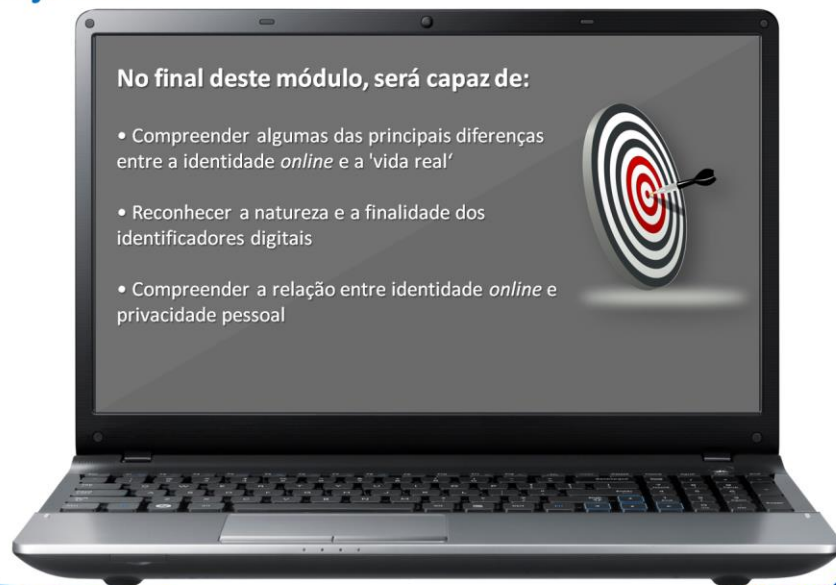 No final deste módulo, será capaz de:
• Compreender algumas das principais diferenças
entre a identidade online e a 'vida real‘
• Reconhecer a natureza e a finalidade dos
identificadores digitais
• Compreender a relação entre identidade online e
privacidade pessoal